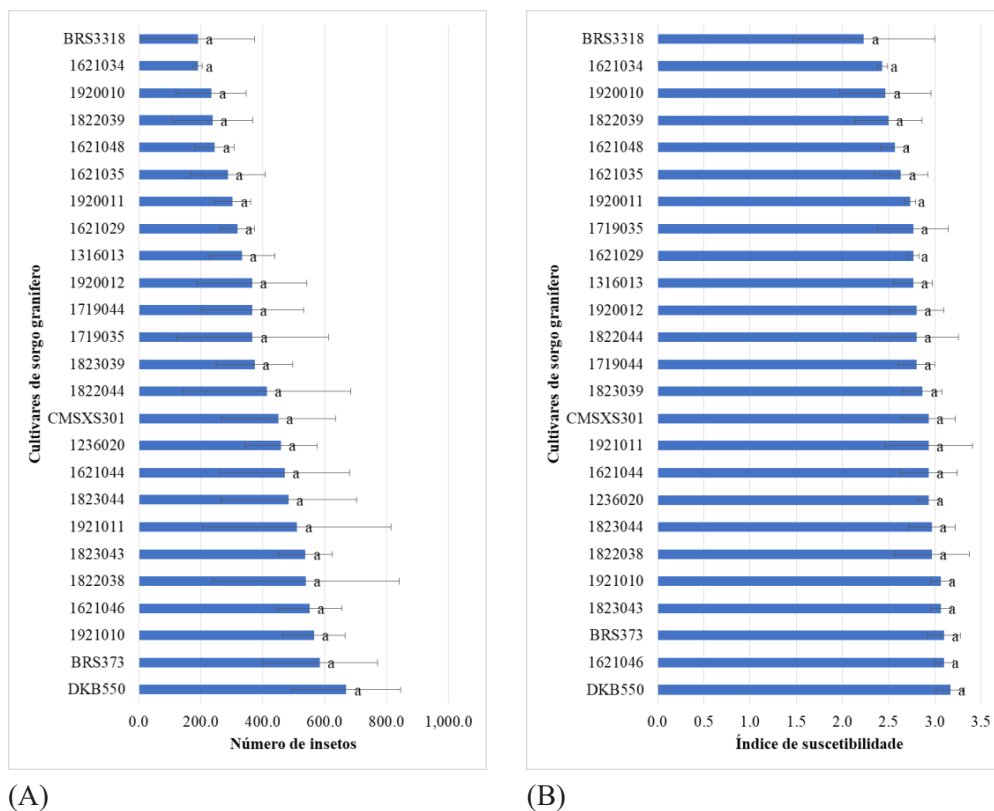 BRS3318 a
1621034 a
1920010 a
1822039 a
1621048 a
1621035 a
1920011 a
1621029 a
1316013 a
1920012 a
1719044 a
1719035 a
1823039 a
1822044 a
CMSXS301 a
1236020 a
1621044 a
1823044 a
1921011 a
1823043 a
1822038 a
1621046 a
1921010 a
BRS373 a
DKB550 a
Cultivares de sorgo granífero
0.0 200.0 400.0 600.0 800.0 1,000.0
Número de insetos
(A)
BRS3318 a
1621034 a
1920010 a
1822039 a
1621048 a
1621035 a
1920011 a
1719035 a
1621029 a
1316013 a
1920012 a
1822044 a
1719044 a
1823039 a
CMSXS301 a
1921011 a
1621044 a
1236020 a
1823044 a
1822038 a
1921010 a
1823043 a
BRS373 a
1621046 a
DKB550 a
Cultivares de sorgo granífero
0.0 0.5 1.0 1.5 2.0 2.5 3.0 3.5
Índice de suscetibilidade
(B)